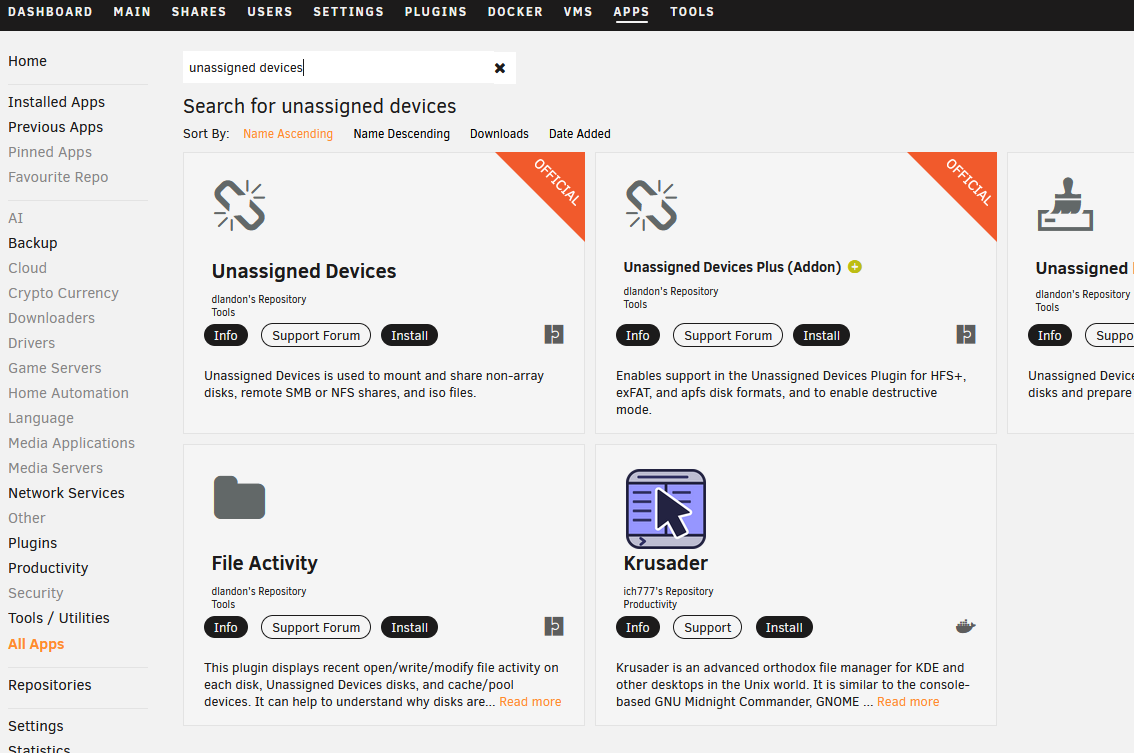 DASHBOARD MAIN SHARES USERS SETTINGS PLUGINS DOCKER VMS APPS TOOLS
Home
Installed Apps
Previous Apps
Pinned Apps
Favourite Repo
AI
Backup
Cloud
Crypto Currency
Downloaders
Drivers
Game Servers
Home Automation
Language
Media Applications
Media Servers
Network Services
Other
Plugins
Productivity
Security
Tools / Utilities
All Apps
Repositories
Settings
Statistics
unassigned devices
Search for unassigned devices
Sort By: Name Ascending Name Descending Downloads Date Added
OFFICIAL
Unassigned Devices
dlandon's Repository
Tools
Info Support Forum Install
Unassigned Devices is used to mount and share non-array
disks, remote SMB or NFS shares, and iso files.
OFFICIAL
Unassigned Devices Plus (Addon)
dlandon's Repository
Tools
Info Support Forum Install
Enables support in the Unassigned Devices Plugin for HFS+,
exFAT, and apfs disk formats, and to enable destructive
mode.
Unassigned
dlandon's Repository
Tools
Info Suppo
Unassigned Device
disks and prepare
File Activity
dlandon's Repository
Tools
Info Support Forum Install
This plugin displays recent open/write/modify file activity on
each disk, Unassigned Devices disks, and cache/pool
devices. It can help to understand why disks are... Read more
Krusader
ich777's Repository
Productivity
Info Support Install
Krusader is an advanced orthodox file manager for KDE and
other desktops in the Unix world. It is similar to the console-
based GNU Midnight Commander, GNOME ... Read more